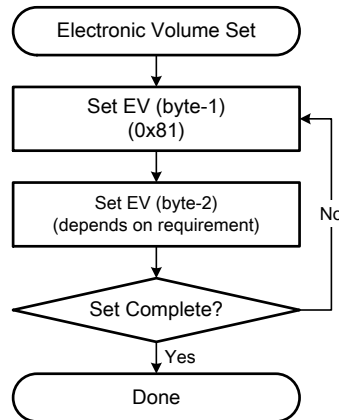 Electronic Volume Set
Set EV (byte-1)
(0x81)
Set EV (byte-2)
(depends on requirement)
No
Set Complete?
Yes
Done